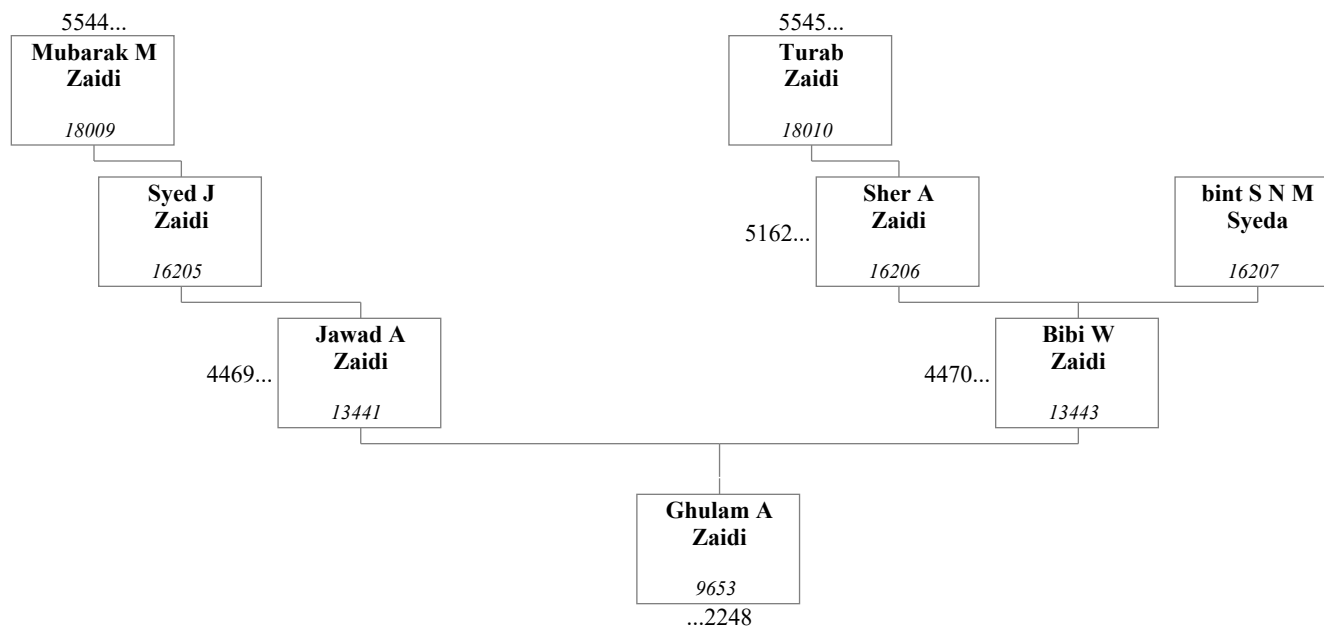 5544...
Mubarak M
Zaidi
18009
5545...
Turab
Zaidi
18010
Syed J
Zaidi
16205
5162...
Sher A
Zaidi
16206
bint S N M
Syeda
16207
4469...
Jawad A
Zaidi
13441
4470...
Bibi W
Zaidi
13443
Ghulam A
Zaidi
9653
...2248